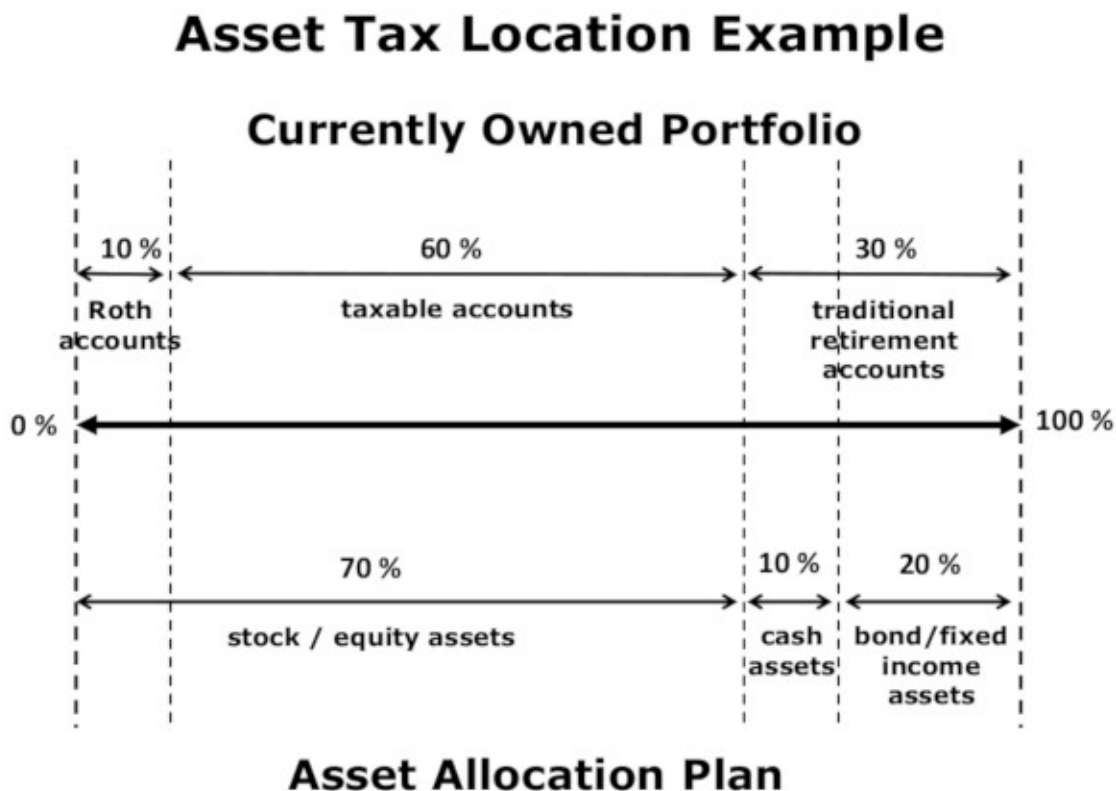 Asset Tax Location Example
Currently Owned Portfolio
10 %
60 %
30 %
Roth
accounts
taxable accounts
traditional
retirement
accounts
0 %
100 %
70 %
10 %
20 %
stock / equity assets
cash
assets
bond/fixed
income
assets
Asset Allocation Plan